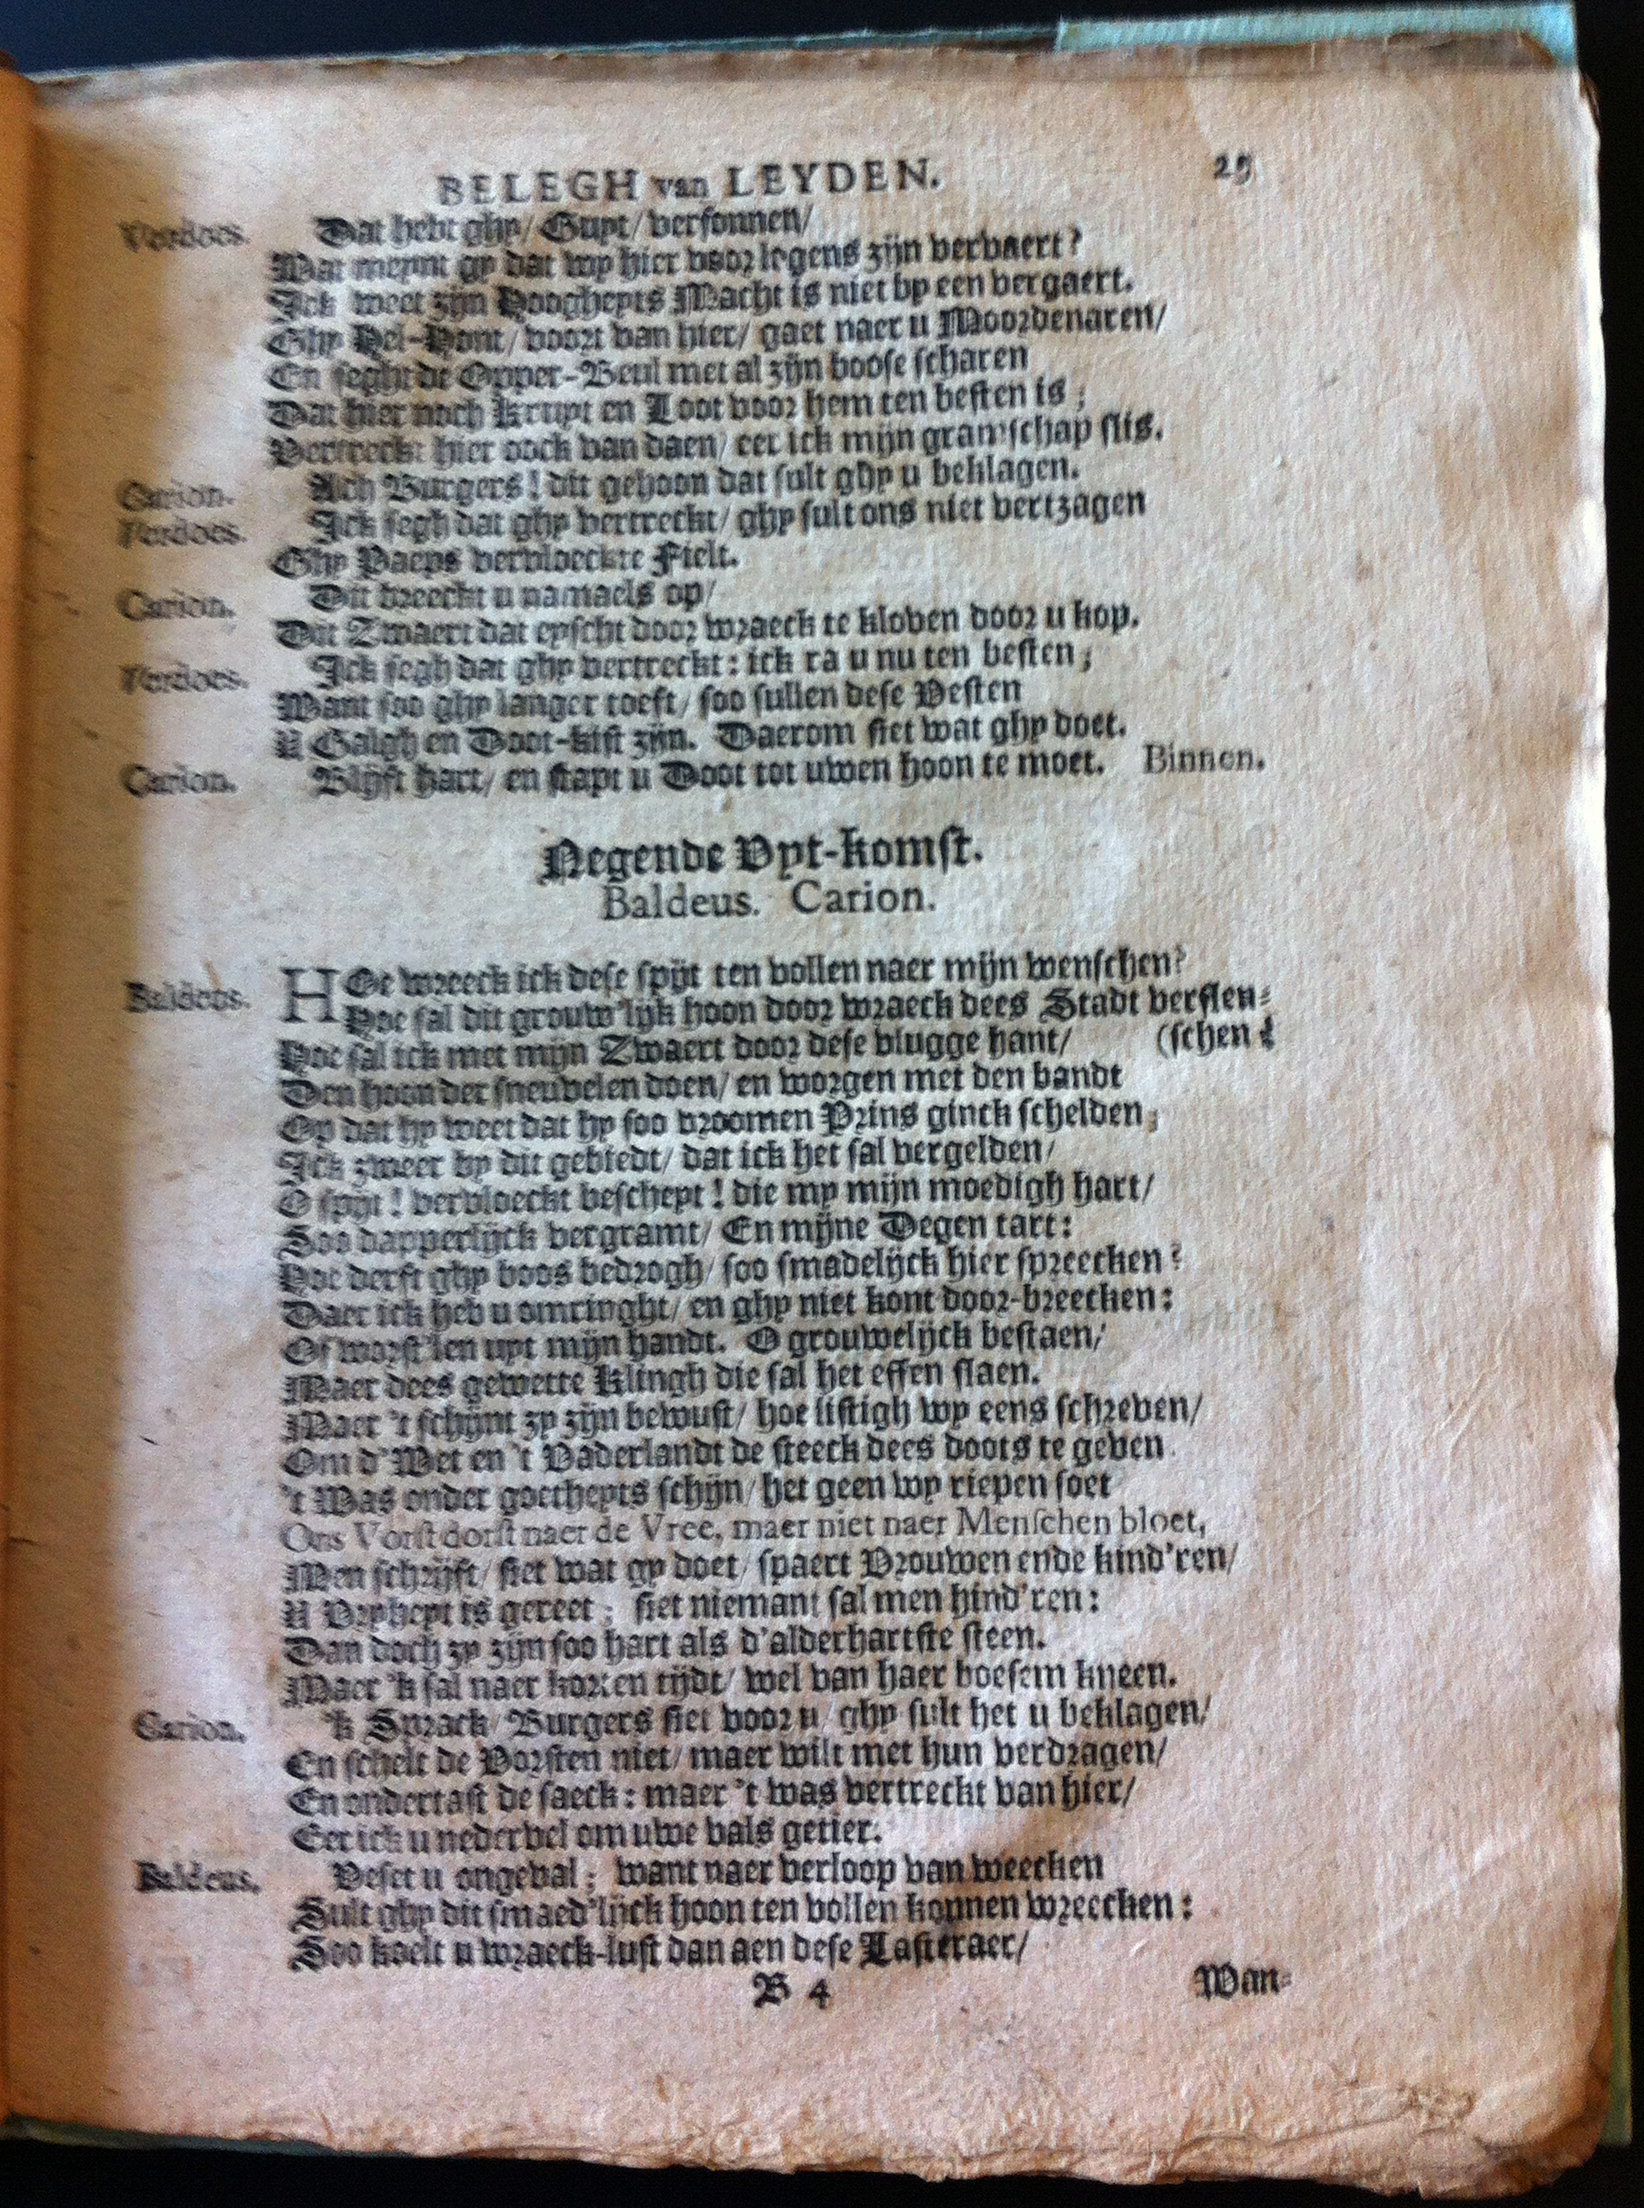 BELEGH van LEYDEN. 25
Verdoes. Dat hebt ghy/ Guyt/ versonnen/
Wat meynt gy dat wy hier voor logens zijn vervaert?
Ick weet zijn Hoogheyts Macht is niet by een vergaert.
Ghy Hel-Hont/ voort van hier/ gaet naer u Moordenaren/
En seght de Opper-Beul met al zijn boose scharen
Dat hier noch Kruyt en Loot voor hem ten besten is;
Vertreckt hier oock van daen/ eer ick mijn gramschap slis.
Carion. Ach Burgers! dit gehoon dat sult ghy u beklagen.
Verdoes. Ick segh dat ghy vertreckt/ ghy sult ons niet vertzagen
Ghy Paeps vervloeckte Fielt.
Carion. Dit breeckt u namaels op/
Dit Zwaert dat eyscht door wraeck te kloven door u kop.
Verdoes. Ick segh dat ghy vertreckt: ick ra u nu ten besten;
Want soo ghy langer toeft/ soo sullen dese Vesten
U Galgh en Doot-kist zijn. Daerom siet wat ghy doet.
Carion. Blijft hart/ en stapt u Doot tot uwen hoon te moet. Binnen.
Negende Uyt-komst.
Baldeus. Carion.
Baldeus. HOe wreeck ick dese spijt ten vollen naer mijn wenschen?
Hoe sal dit grouw'lijk hoon door wraeck dees Stadt verslen-
Hoe sal ick met mijn Zwaert door dese vlugge hant/ (schen?
Den hoonder sneuvelen doen/ en worgen met den bandt
Op dat hy weet dat hy soo vroomen Prins ginck schelden;
Ick zweer by dit gebiedt/ dat ick het sal vergelden/
O spijt! vervloeckt bescheyt! die my mijn moedigh hart/
Soo dapperlijck vergramt/ En mijne Degen tart:
Hoe derft ghy boos bedrogh/ soo smadelijck hier spreecken?
Daer ick heb u omringht/ en ghy niet kont door-breecken:
Of worst'len uyt mijn handt. O grouwelijck bestaen/
Maer dees gewette Klingh die sal het effen slaen.
Maer 't schijnt zy zijn bewust/ hoe listigh wy eens schreven/
Om d'Wet en 't Vaderlandt de steeck dees doots te geven.
't Was onder goetheyts schijn/ het geen wy riepen soet
Ons Vorst dorst naer de Vree, maer niet naer Menschen bloet,
Men schrijft/ siet wat gy doet/ spaert Vrouwen ende kind'ren/
U Vryheyt is gereet; siet niemant sal men hind'ren:
Dan doch zy zijn soo hart als d'alderhartste steen.
Maer 'k sal naer korten tijdt/ wel van haer boesem kneen.
Carion. 'k Sprack/ Burgers siet voor u/ ghy sult het u beklagen/
En schelt de Vorsten niet/ maer wilt met hun verdragen/
En ondertast de saeck: maer 't was vertreckt van hier/
Eer ick u nedervel om uwe vals getier.
Baldeus. Veset u ongeval; want naer verloop van weecken
Sult ghy dit smaed'lijck hoon ten vollen konnen wreecken:
Soo koelt u wraeck-lust dan aen dese Lasteraer/
B 4 Wan-